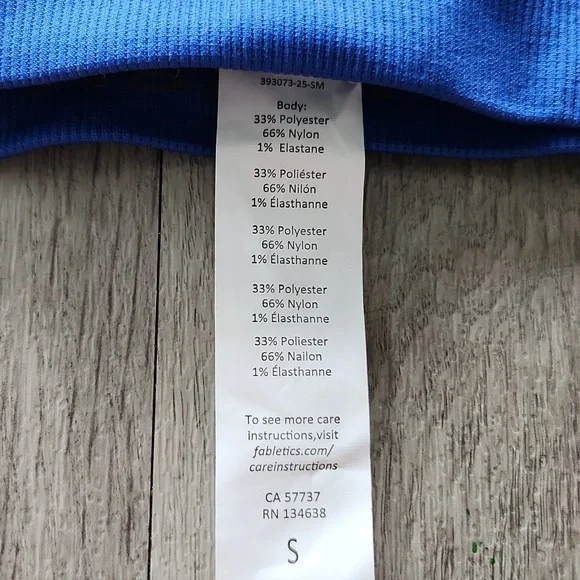 393073-25-SM
Body:
33% Polyester
66% Nylon
1% Elastane
33% Poliéster
66% Nilón
1% Élasthanne
33% Polyester
66% Nylon
1% Élasthanne
33% Polyester
66% Nylon
1% Élasthanne
33% Poliester
66% Nailon
1% Élasthanne
To see more care
instructions,visit
fabletics.com/
careinstructions
CA 57737
RN 134638
S